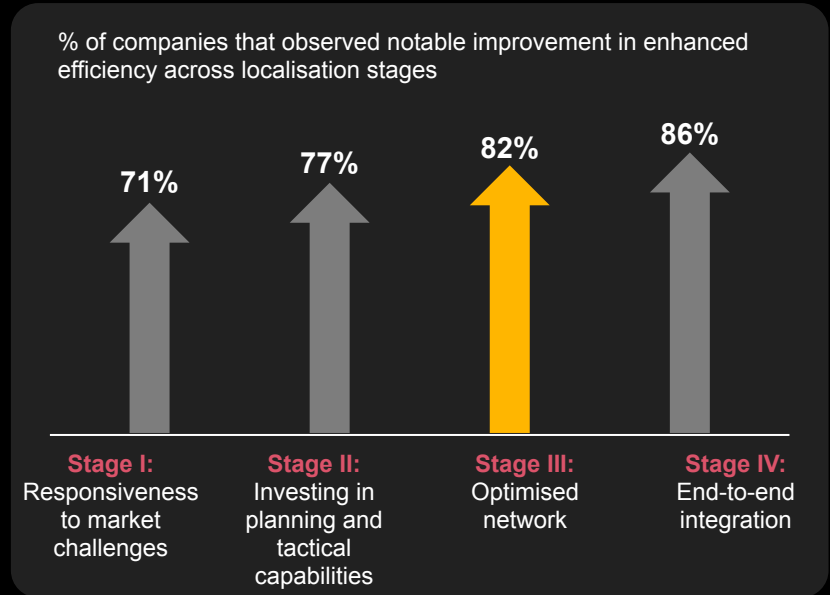 % of companies that observed notable improvement in enhanced
efficiency across localisation stages
71%
77%
82%
86%
Stage I:
Responsiveness
to market
challenges
Stage II:
Investing in
planning and
tactical
capabilities
Stage III:
Optimised
network
Stage IV:
End-to-end
integration